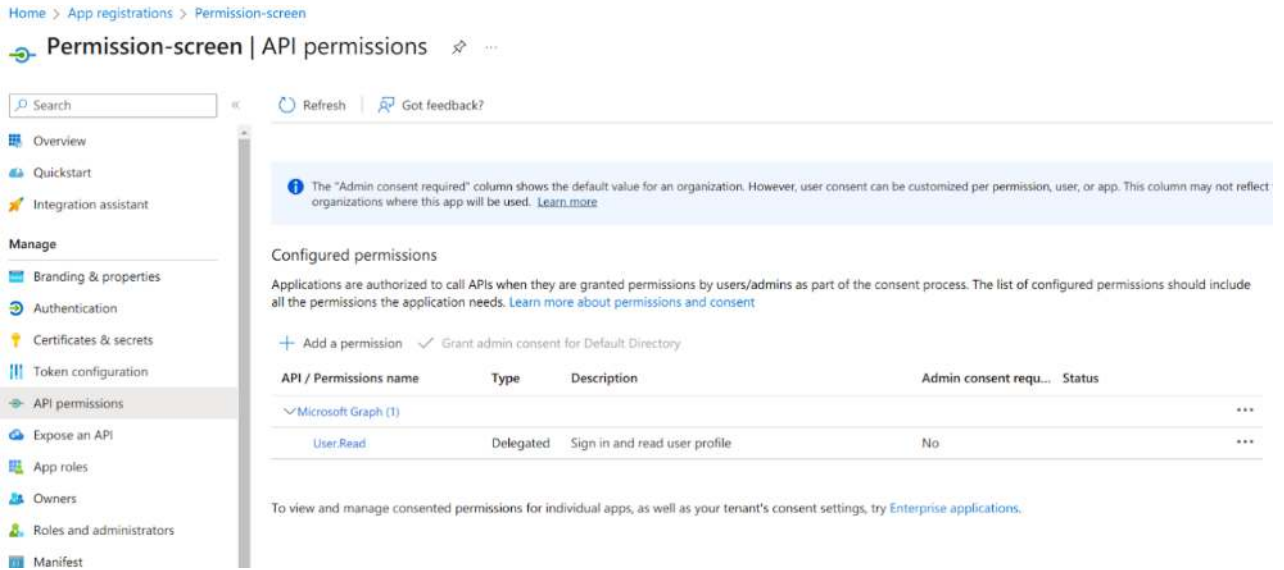 Home > App registrations > Permission-screen
Permission-screen | API permissions ...
Search
«
Refresh
Got feedback?
Overview
Quickstart
Integration assistant
Manage
Branding & properties
Authentication
Certificates & secrets
Token configuration
API permissions
Expose an API
App roles
Owners
Roles and administrators
Manifest
The "Admin consent required" column shows the default value for an organization. However, user consent can be customized per permission, user, or app. This column may not reflect
organizations where this app will be used. Learn more
Configured permissions
Applications are authorized to call APIs when they are granted permissions by users/admins as part of the consent process. The list of configured permissions should include
all the permissions the application needs. Learn more about permissions and consent
+ Add a permission ✓ Grant admin consent for Default Directory
API / Permissions name Type Description Admin consent requ... Status
Microsoft Graph (1) ...
User.Read Delegated Sign in and read user profile No ...
To view and manage consented permissions for individual apps, as well as your tenant's consent settings, try Enterprise applications.